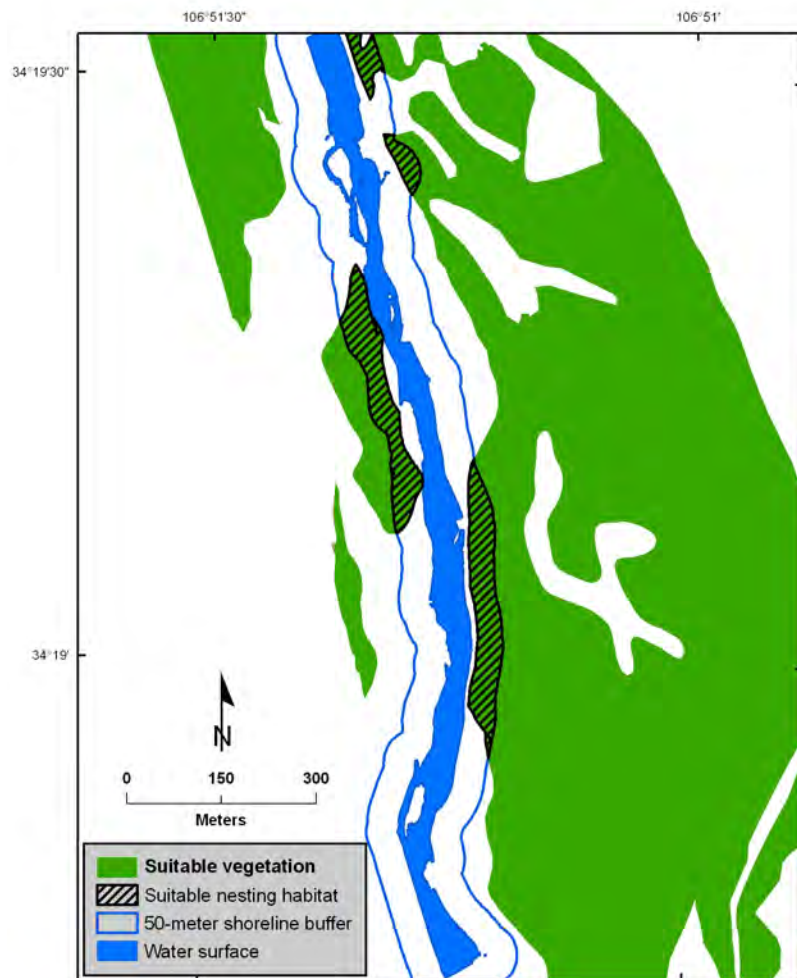 106°51'30" 106°51'
34°19'30"
34°19'
N
0 150 300
Meters
Suitable vegetation
Suitable nesting habitat
50-meter shoreline buffer
Water surface